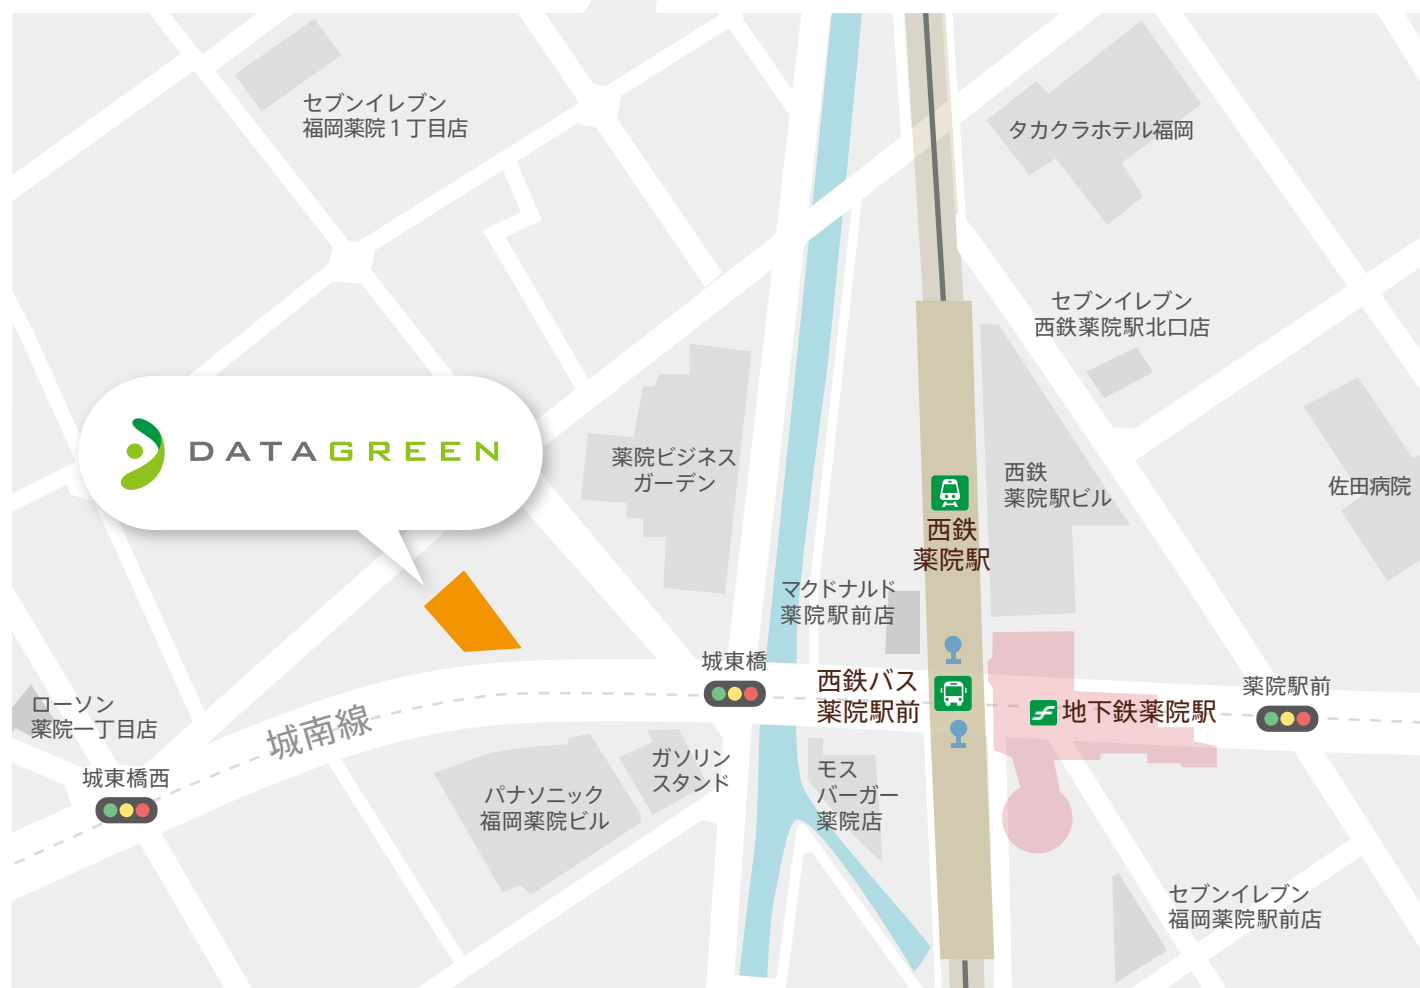 セブンイレブン
福岡薬院１丁目店
タカクラホテル福岡
セブンイレブン
西鉄薬院駅北口店
DATAGREEN
薬院ビジネス
ガーデン
西鉄
薬院駅ビル
佐田病院
西鉄
薬院駅
マクドナルド
薬院駅前店
城東橋
西鉄バス
薬院駅前
地下鉄薬院駅
薬院駅前
ローソン
薬院一丁目店
城南線
城東橋西
ガソリン
スタンド
パナソニック
福岡薬院ビル
モス
バーガー
薬院店
セブンイレブン
福岡薬院駅前店